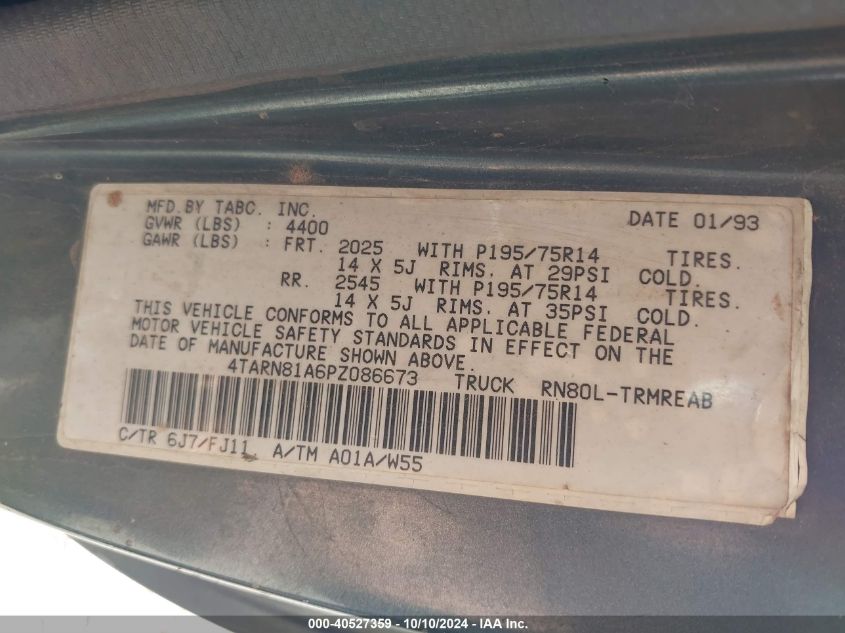 MFD.BY TABC. INC. DATE 01/93
GVWR (LBS) : 4400
GAWR (LBS) : FRT. 2025 WITH P195/75R14 TIRES.
14 X 5J RIMS. AT 29PSI COLD.
RR. 2545 WITH P195/75R14 TIRES.
14 X 5J RIMS. AT 35PSI COLD.
THIS VEHICLE CONFORMS TO ALL APPLICABLE FEDERAL
MOTOR VEHICLE SAFETY STANDARDS IN EFFECT ON THE
DATE OF MANUFACTURE SHOWN ABOVE.
4TARN81A6PZ086673 TRUCK RN80L-TRMREAB
C/TR 6J7/FJ11 A/TM A01A/W55
000-40527359 - 10/10/2024 - IAA Inc.